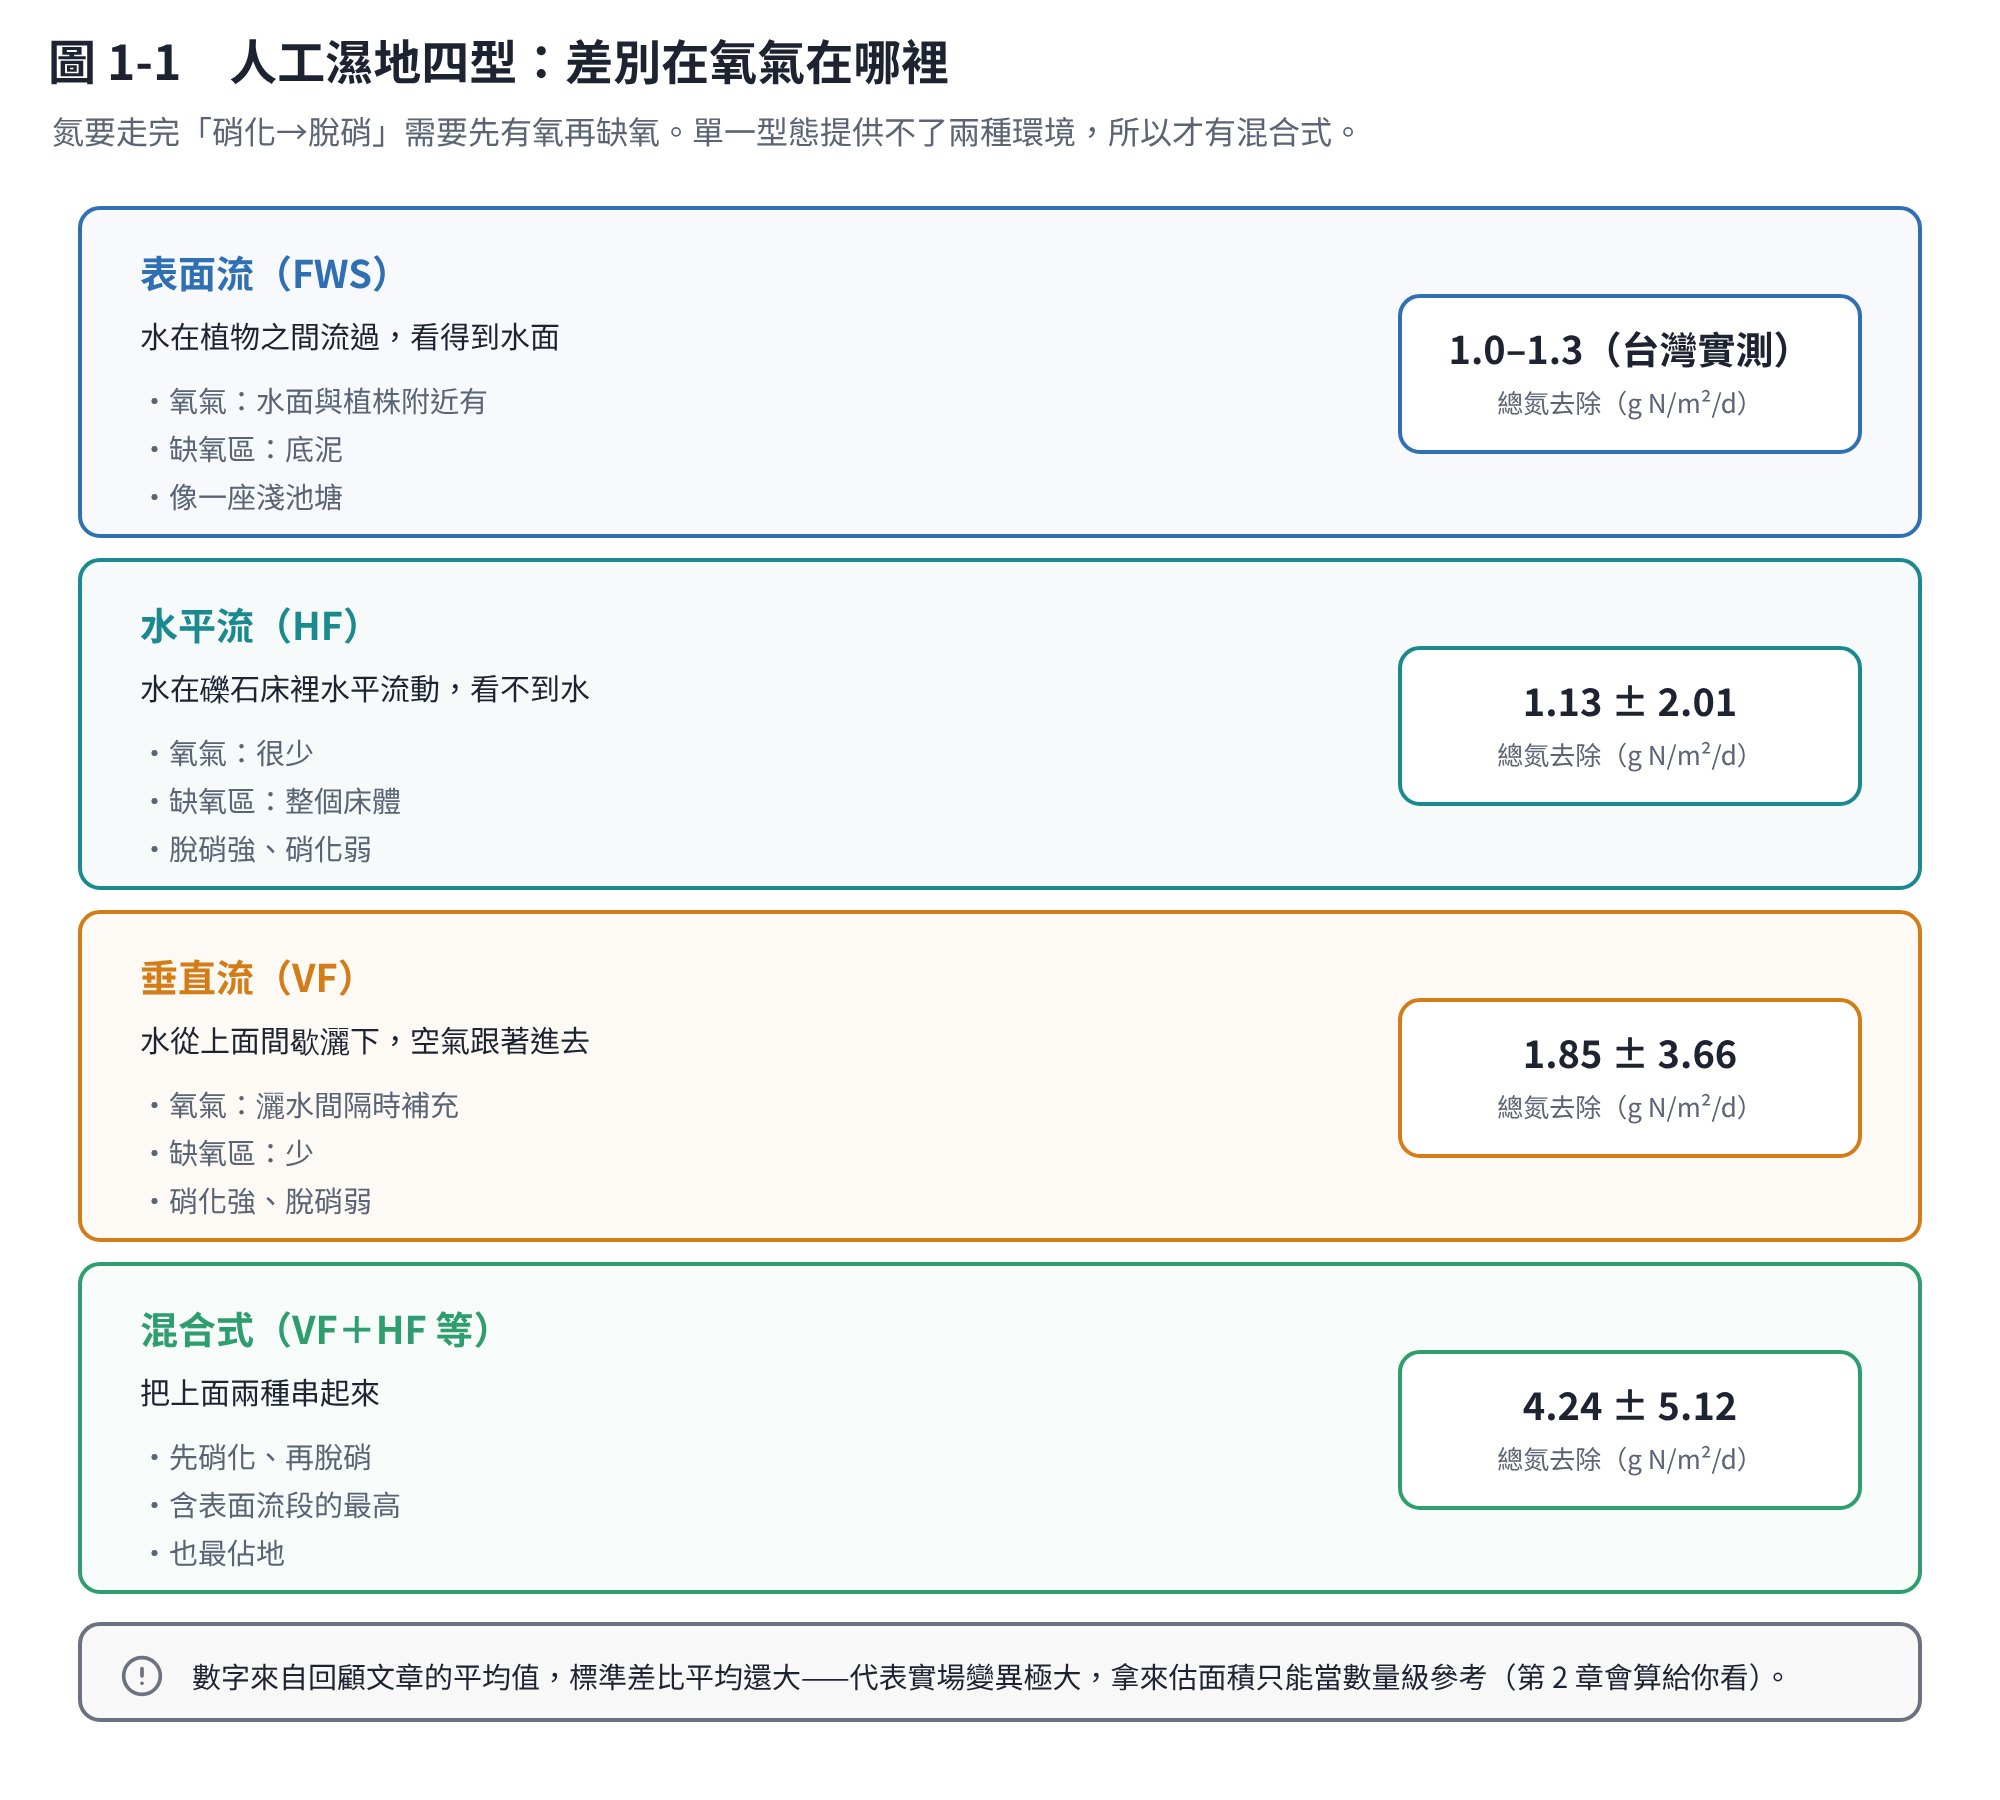 圖 1-1　人工濕地四型：差別在氧氣在哪裡
氮要走完「硝化→脫硝」需要先有氧再缺氧。單一型態提供不了兩種環境，所以才有混合式。
表面流（FWS）
水在植物之間流過，看得到水面
・氧氣：水面與植株附近有
・缺氧區：底泥
・像一座淺池塘
1.0–1.3（台灣實測）
總氮去除（g N/m²/d）
水平流（HF）
水在礫石床裡水平流動，看不到水
・氧氣：很少
・缺氧區：整個床體
・脫硝強、硝化弱
1.13 ± 2.01
總氮去除（g N/m²/d）
垂直流（VF）
水從上面間歇灑下，空氣跟著進去
・氧氣：灑水間隔時補充
・缺氧區：少
・硝化強、脫硝弱
1.85 ± 3.66
總氮去除（g N/m²/d）
混合式（VF＋HF 等）
把上面兩種串起來
・先硝化、再脫硝
・含表面流段的最高
・也最佔地
4.24 ± 5.12
總氮去除（g N/m²/d）
數字來自回顧文章的平均值，標準差比平均還大——代表實場變異極大，拿來估面積只能當數量級參考（第 2 章會算給你看）。